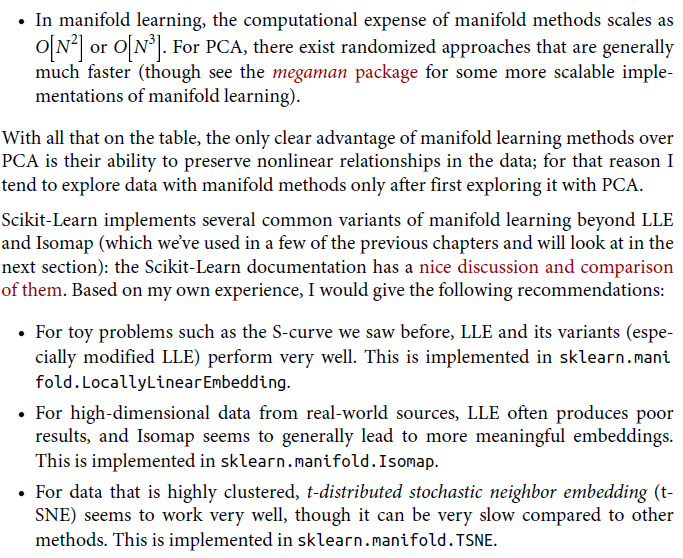 • In manifold learning, the computational expense of manifold methods scales as
O[N²] or O[N³]. For PCA, there exist randomized approaches that are generally
much faster (though see the megaman package for some more scalable imple-
mentations of manifold learning).
With all that on the table, the only clear advantage of manifold learning methods over
PCA is their ability to preserve nonlinear relationships in the data; for that reason I
tend to explore data with manifold methods only after first exploring it with PCA.
Scikit-Learn implements several common variants of manifold learning beyond LLE
and Isomap (which we’ve used in a few of the previous chapters and will look at in the
next section): the Scikit-Learn documentation has a nice discussion and comparison
of them. Based on my own experience, I would give the following recommendations:
• For toy problems such as the S-curve we saw before, LLE and its variants (espe-
cially modified LLE) perform very well. This is implemented in sklearn.mani
fold.LocallyLinearEmbedding.
• For high-dimensional data from real-world sources, LLE often produces poor
results, and Isomap seems to generally lead to more meaningful embeddings.
This is implemented in sklearn.manifold.Isomap.
• For data that is highly clustered, t-distributed stochastic neighbor embedding (t-
SNE) seems to work very well, though it can be very slow compared to other
methods. This is implemented in sklearn.manifold.TSNE.